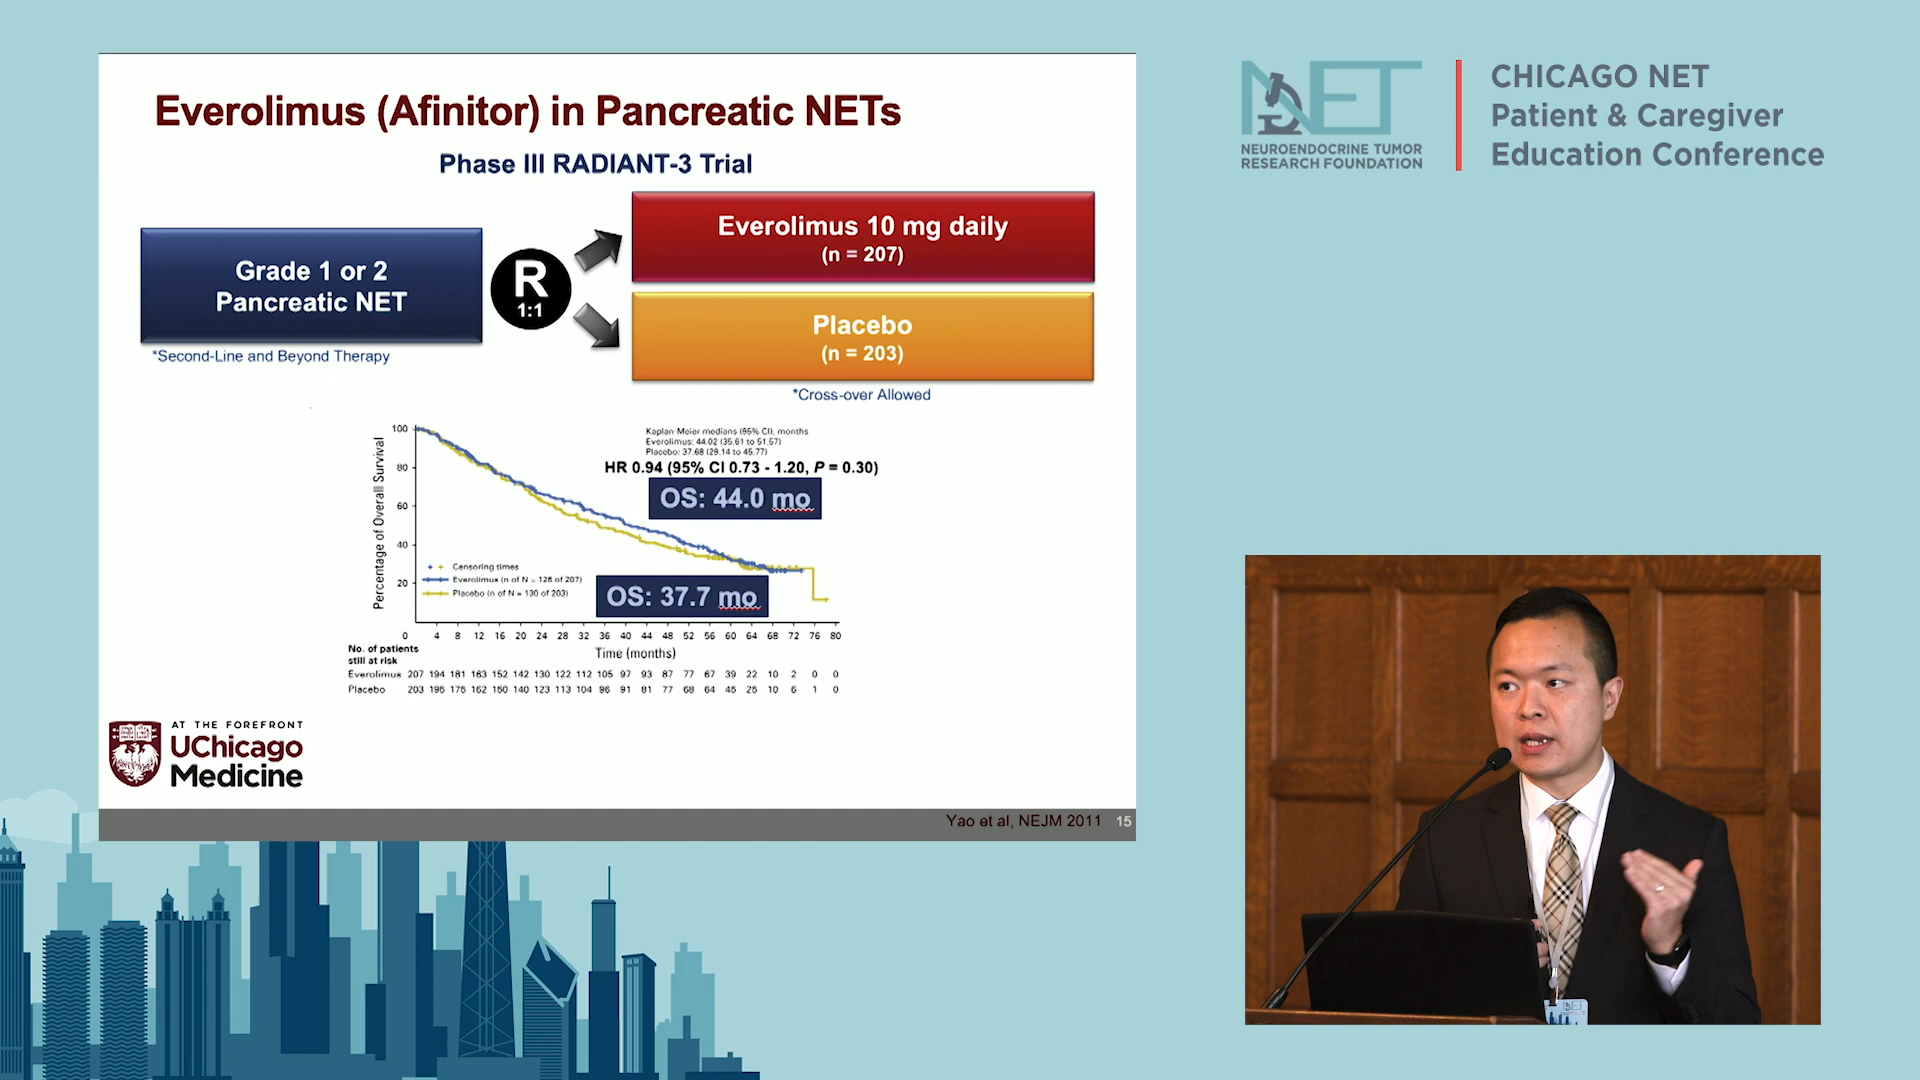 Everolimus (Afinitor) in Pancreatic NETs
Phase III RADIANT-3 Trial
Grade 1 or 2
Pancreatic NET
*Second-Line and Beyond Therapy
R
1:1
Everolimus 10 mg daily
(n = 207)
Placebo
(n = 203)
*Cross-over Allowed
Percentage of Overall Survival
100
80
60
40
20
Kaplan-Meier medians (95% CI), months
Everolimus: 44.02 (35.61 to 51.57)
Placebo: 37.68 (29.14 to 45.77)
HR 0.94 (95% CI 0.73 - 1.20, P = 0.30)
OS: 44.0 mo
Censoring times
Everolimus (n of N = 126 of 207)
Placebo (n of N = 130 of 203)
OS: 37.7 mo
0 4 8 12 16 20 24 28 32 36 40 44 48 52 56 60 64 68 72 76 80
Time (months)
No. of patients
still at risk
Everolimus 207 194 181 163 152 142 130 122 112 105 97 93 87 77 67 39 22 10 2 0 0
Placebo 203 195 175 162 150 140 123 113 104 96 91 81 77 68 64 45 25 10 6 1 0
AT THE FOREFRONT
UChicago
Medicine
Yao et al, NEJM 2011 15
NET
NEUROENDOCRINE TUMOR
RESEARCH FOUNDATION
CHICAGO NET
Patient & Caregiver
Education Conference